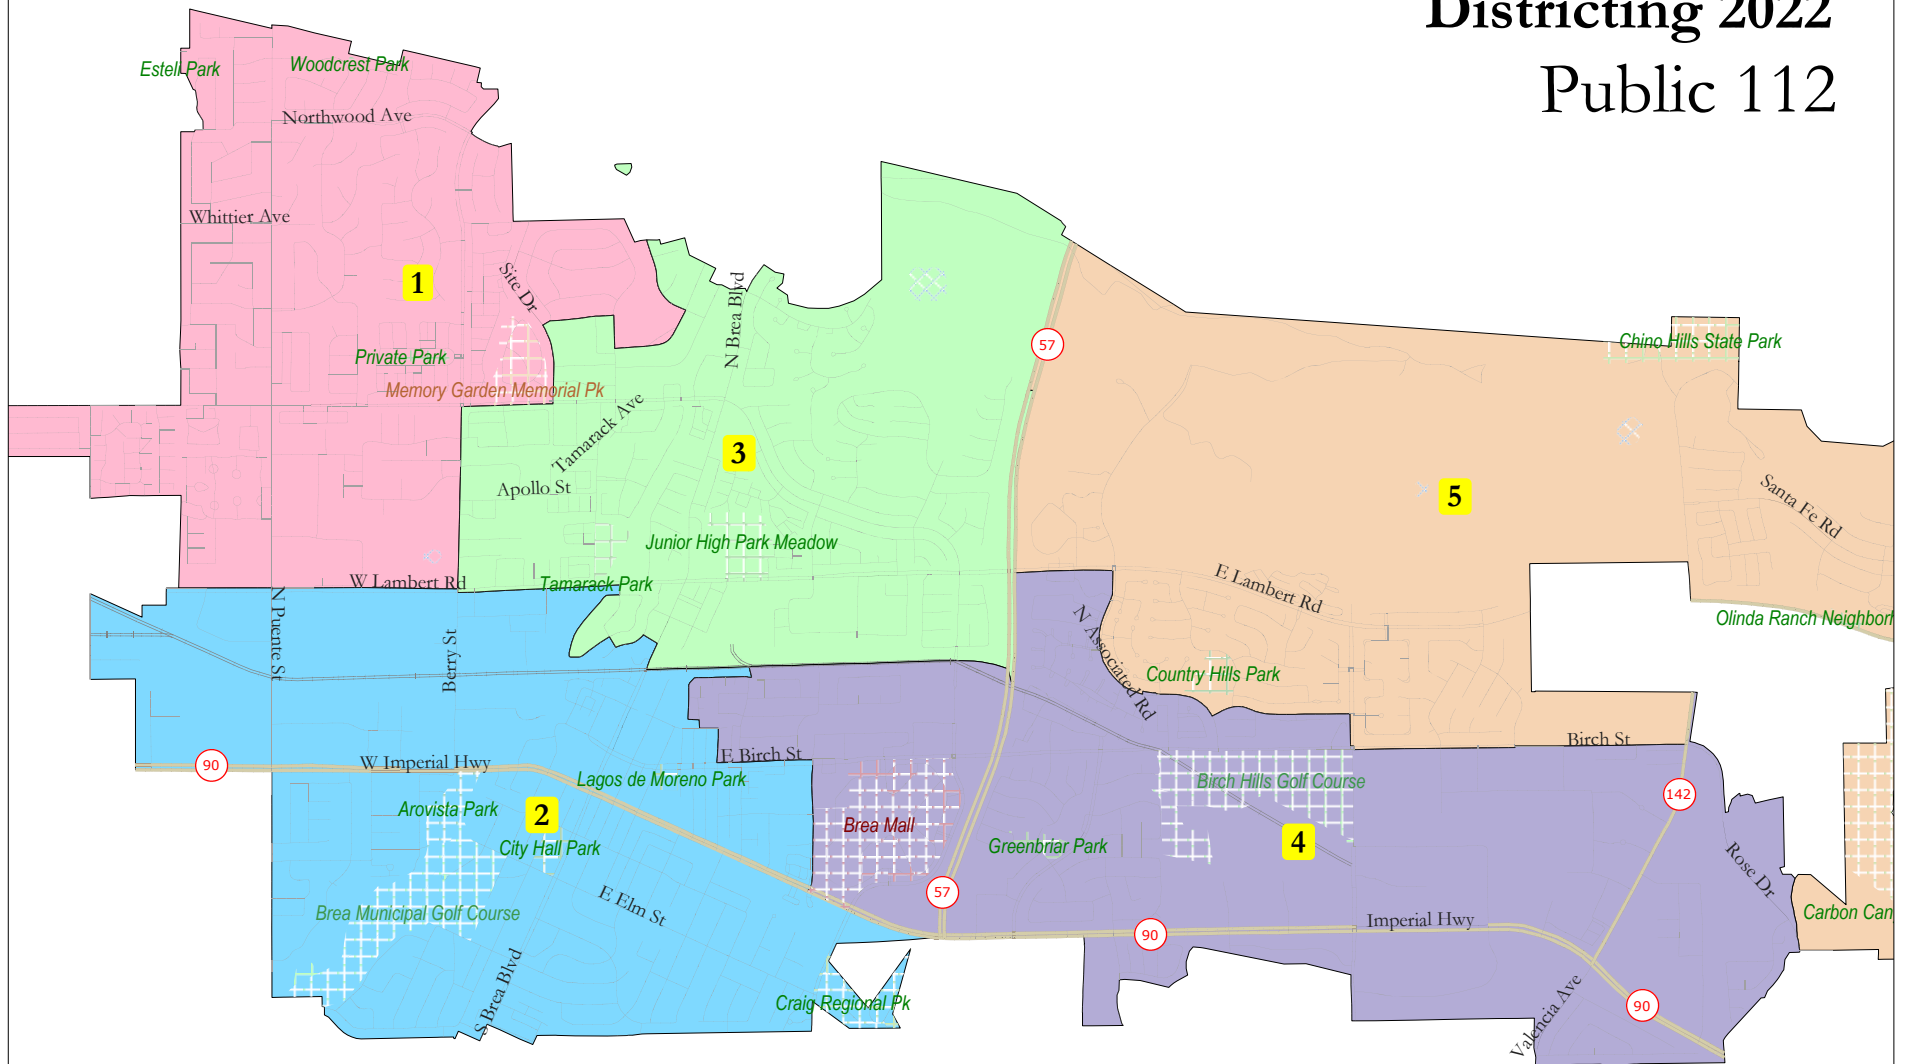 Districting 2022
Public 112
Estell Park
Woodcrest Park
Northwood Ave
Whittier Ave
1
Site Dr
N Brea Blvd
57
Chino Hills State Park
Private Park
Memory Garden Memorial Pk
Tamarack Ave
3
Apollo St
5
Santa Fe Rd
Junior High Park Meadow
W Lambert Rd
Tamarack Park
E Lambert Rd
N Puente St
Berry St
N Associated Rd
Olinda Ranch Neighborh
Country Hills Park
90
W Imperial Hwy
E Birch St
Birch St
Lagos de Moreno Park
Birch Hills Golf Course
142
Arovista Park
2
Brea Mall
City Hall Park
Greenbriar Park
4
Rose Dr
57
E Elm St
Brea Municipal Golf Course
90
Imperial Hwy
Carbon Can
S Brea Blvd
Craig Regional Pk
Valencia Ave
90